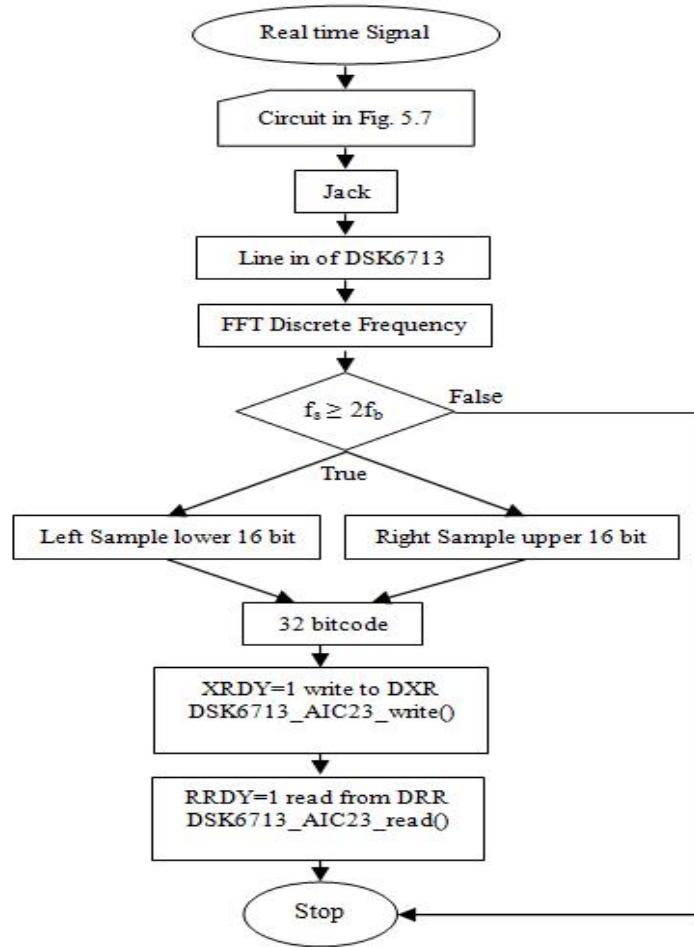 Real time Signal
Circuit in Fig. 5.7
Jack
Line in of DSK6713
FFT Discrete Frequency
fₛ ≥ 2f_b
False
True
Left Sample lower 16 bit
Right Sample upper 16 bit
32 bitcode
XRDY=1 write to DXR
DSK6713_AIC23_write()
RRDY=1 read from DRR
DSK6713_AIC23_read()
Stop